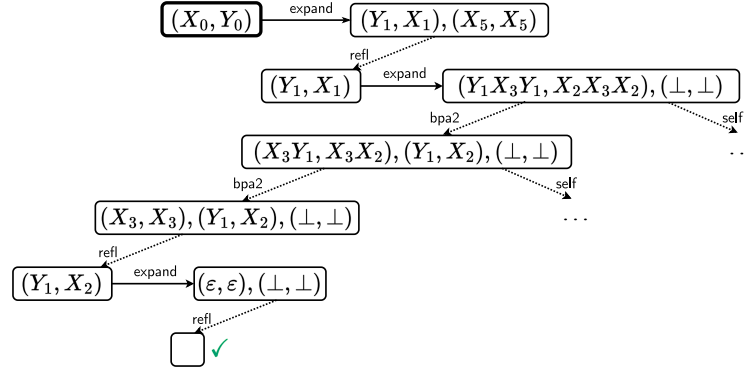 (X₀, Y₀) expand (Y₁, X₁), (X₅, X₅)
refl
(Y₁, X₁) expand (Y₁X₃Y₁, X₂X₃X₂), (⊥, ⊥)
bpa2 self
(X₃Y₁, X₃X₂), (Y₁, X₂), (⊥, ⊥) ..
bpa2 self
(X₃, X₃), (Y₁, X₂), (⊥, ⊥) ...
refl
(Y₁, X₂) expand (ε, ε), (⊥, ⊥)
refl
✓